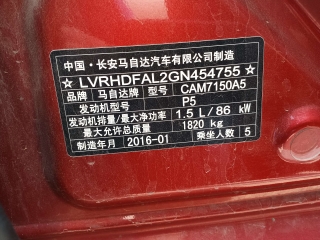 中国·长安马自达汽车有限公司制造
☆ LVRHDFAL2GN454755 ☆
品牌 马自达牌 型号 CAM7150A5
发动机型号 P5
发动机排量/最大净功率 1.5 L/86 kW
最大允许总质量 1820 kg
制造年月 2016-01 乘坐人数 5